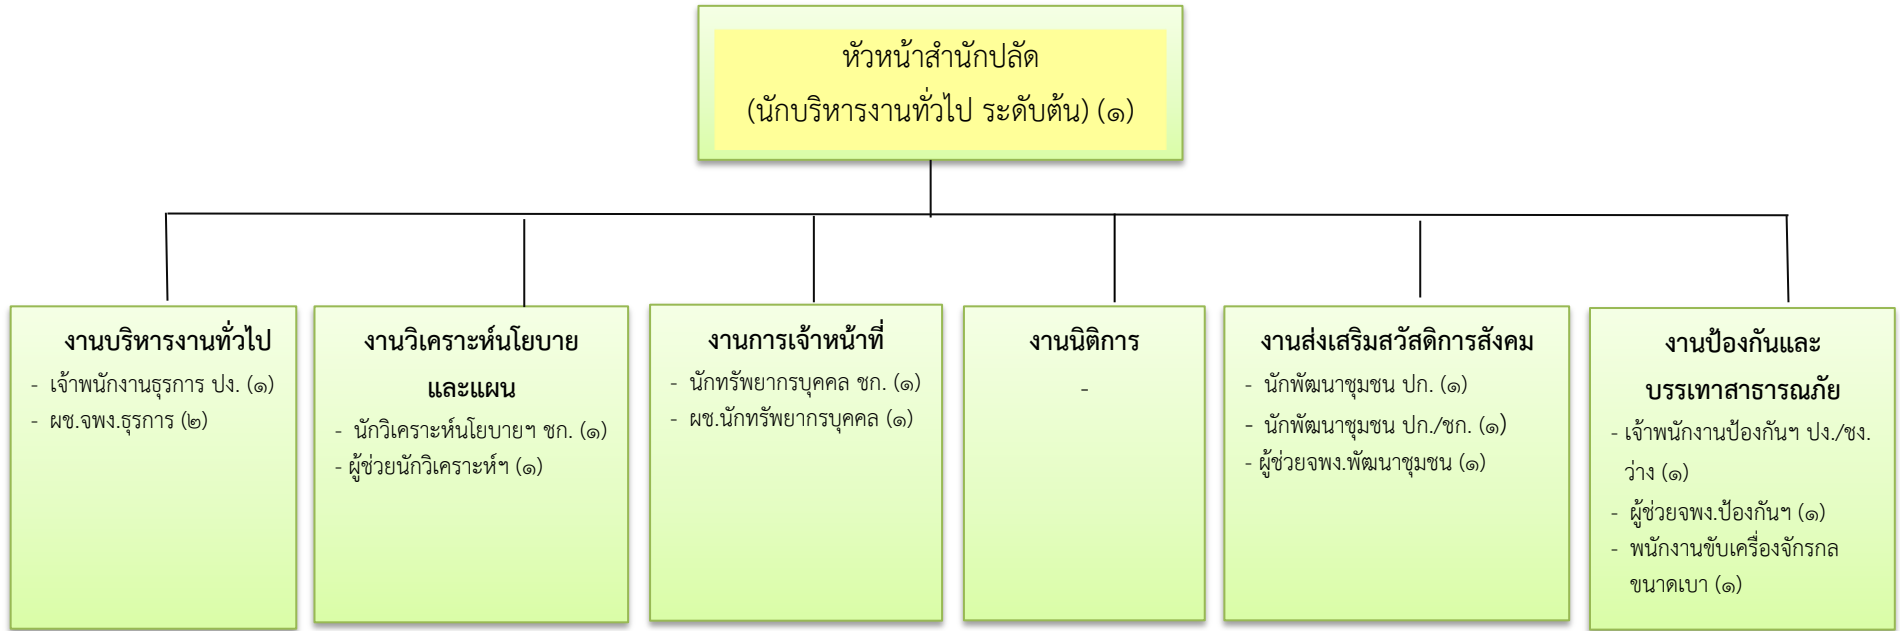 หัวหน้าสำนักปลัด
(นักบริหารงานทั่วไป ระดับต้น) (๑)
งานบริหารงานทั่วไป
- เจ้าพนักงานธุรการ ปง. (๑)
- ผช.จพง.ธุรการ (๒)
งานวิเคราะห์นโยบาย
และแผน
- นักวิเคราะห์นโยบายฯ ชก. (๑)
- ผู้ช่วยนักวิเคราะห์ฯ (๑)
งานการเจ้าหน้าที่
- นักทรัพยากรบุคคล ชก. (๑)
- ผช.นักทรัพยากรบุคคล (๑)
งานนิติการ
-
งานส่งเสริมสวัสดิการสังคม
- นักพัฒนาชุมชน ปก. (๑)
- นักพัฒนาชุมชน ปก./ชก. (๑)
- ผู้ช่วยจพง.พัฒนาชุมชน (๑)
งานป้องกันและ
บรรเทาสาธารณภัย
- เจ้าพนักงานป้องกันฯ ปง./ชง.
ว่าง (๑)
- ผู้ช่วยจพง.ป้องกันฯ (๑)
- พนักงานขับเครื่องจักรกล
ขนาดเบา (๑)